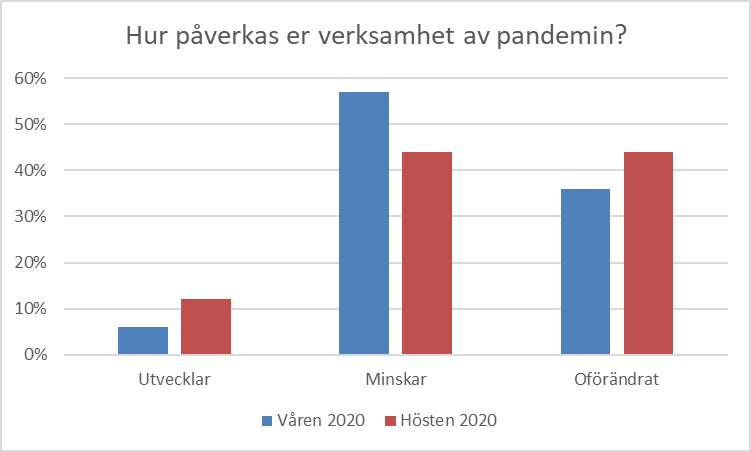 Hur påverkas er verksamhet av pandemin?
60%
50%
40%
30%
20%
10%
0%
Utvecklar Minskar Oförändrat
Våren 2020 Hösten 2020